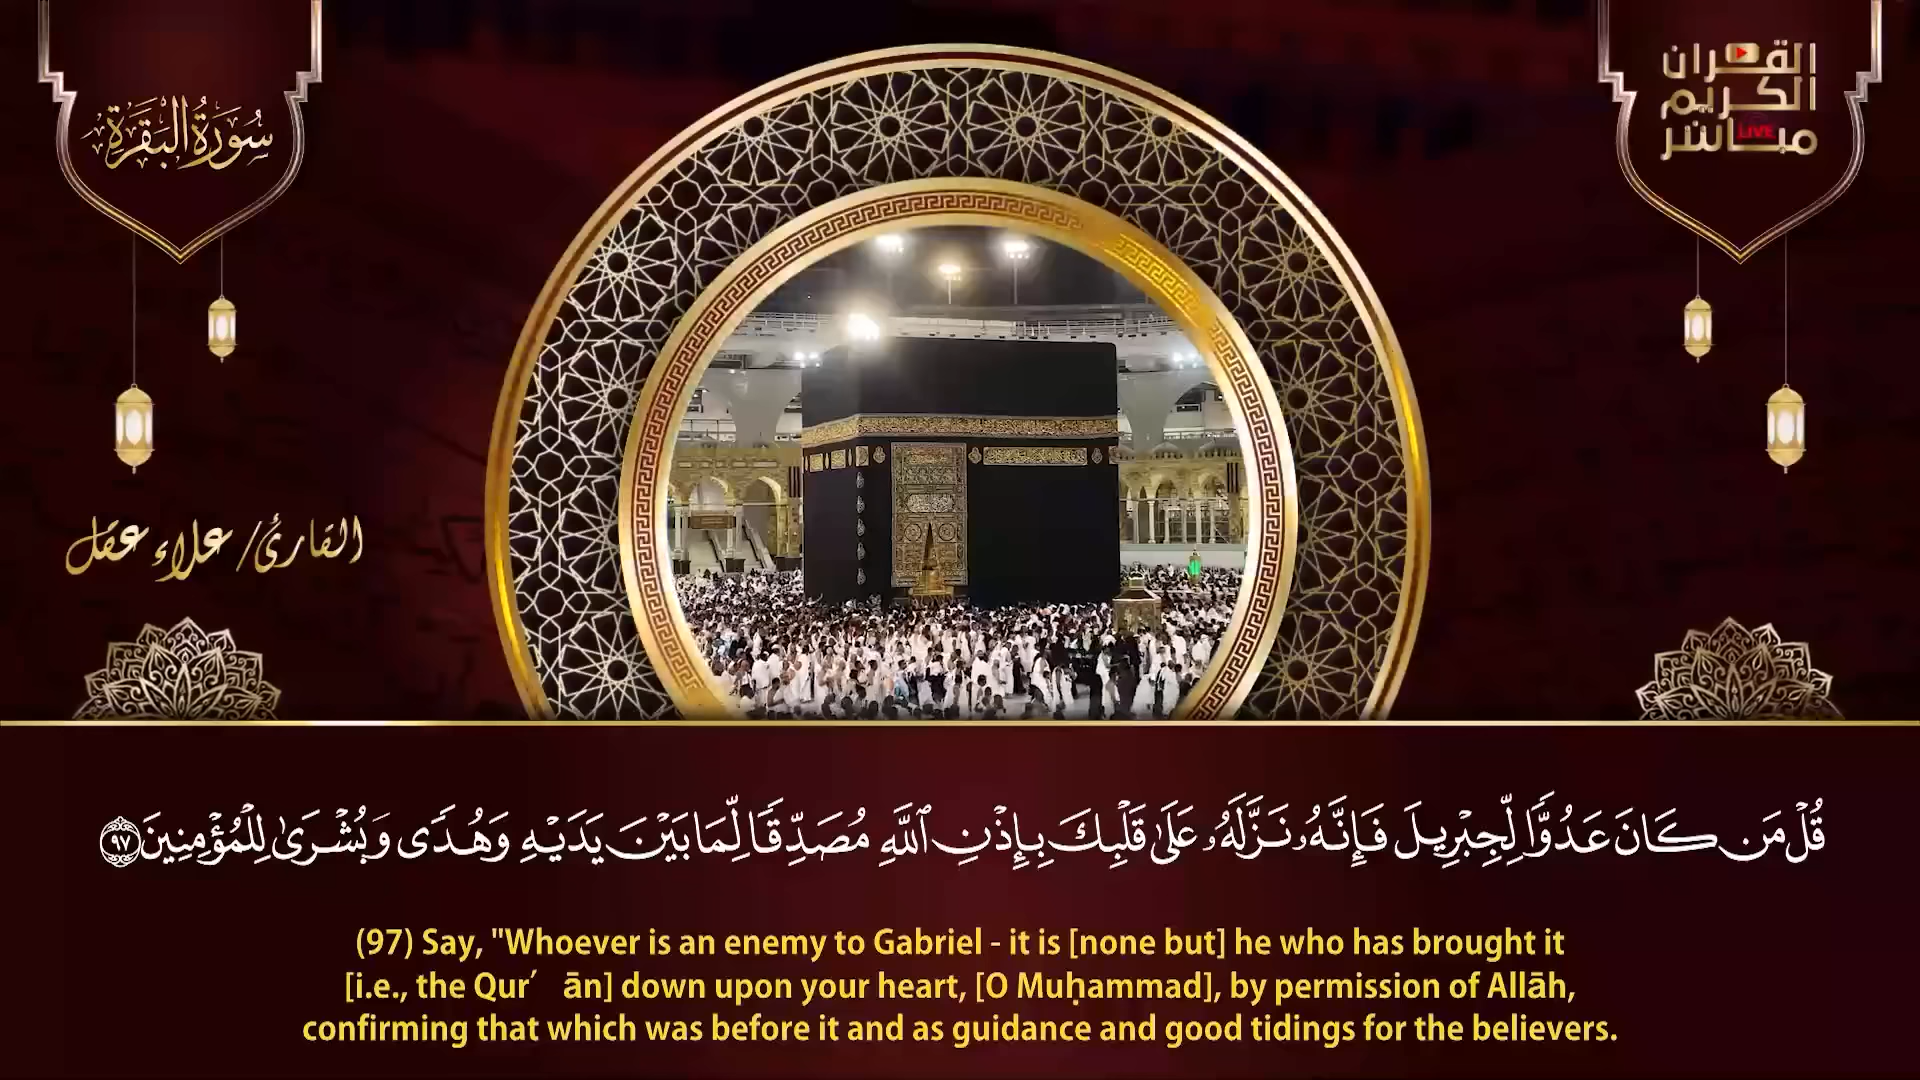 سُورَةُ البَقَرَةِ
القران
الكريم
مباشر
LIVE
القارئ/ علاء عقل
قُلْ مَن كَانَ عَدُوًّا لِّجِبْرِيلَ فَإِنَّهُۥ نَزَّلَهُۥ عَلَىٰ قَلْبِكَ بِإِذْنِ ٱللَّهِ مُصَدِّقًا لِّمَا بَيْنَ يَدَيْهِ وَهُدًى وَبُشْرَىٰ لِلْمُؤْمِنِينَ ٩٧
(97) Say, "Whoever is an enemy to Gabriel - it is [none but] he who has brought it
[i.e., the Qurʹ ān] down upon your heart, [O Muḥammad], by permission of Allāh,
confirming that which was before it and as guidance and good tidings for the believers.